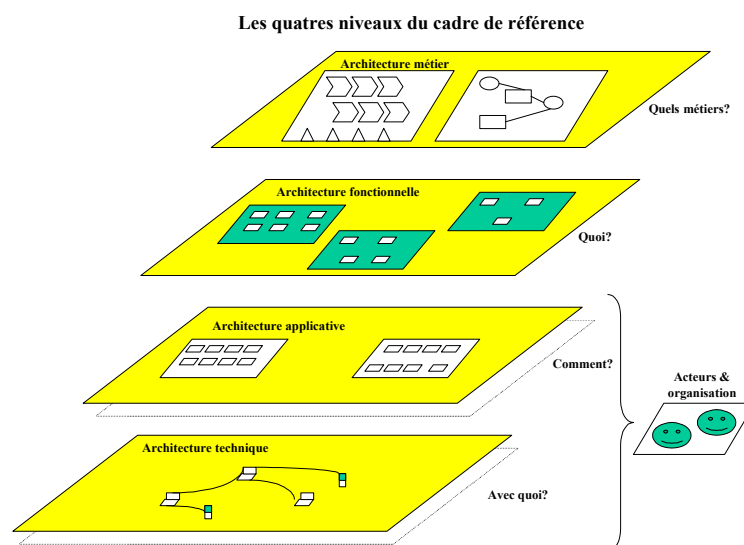 Les quatres niveaux du cadre de référence
Architecture métier
Quels métiers?
Architecture fonctionnelle
Quoi?
Architecture applicative
Comment?
Acteurs &
organisation
Architecture technique
Avec quoi?